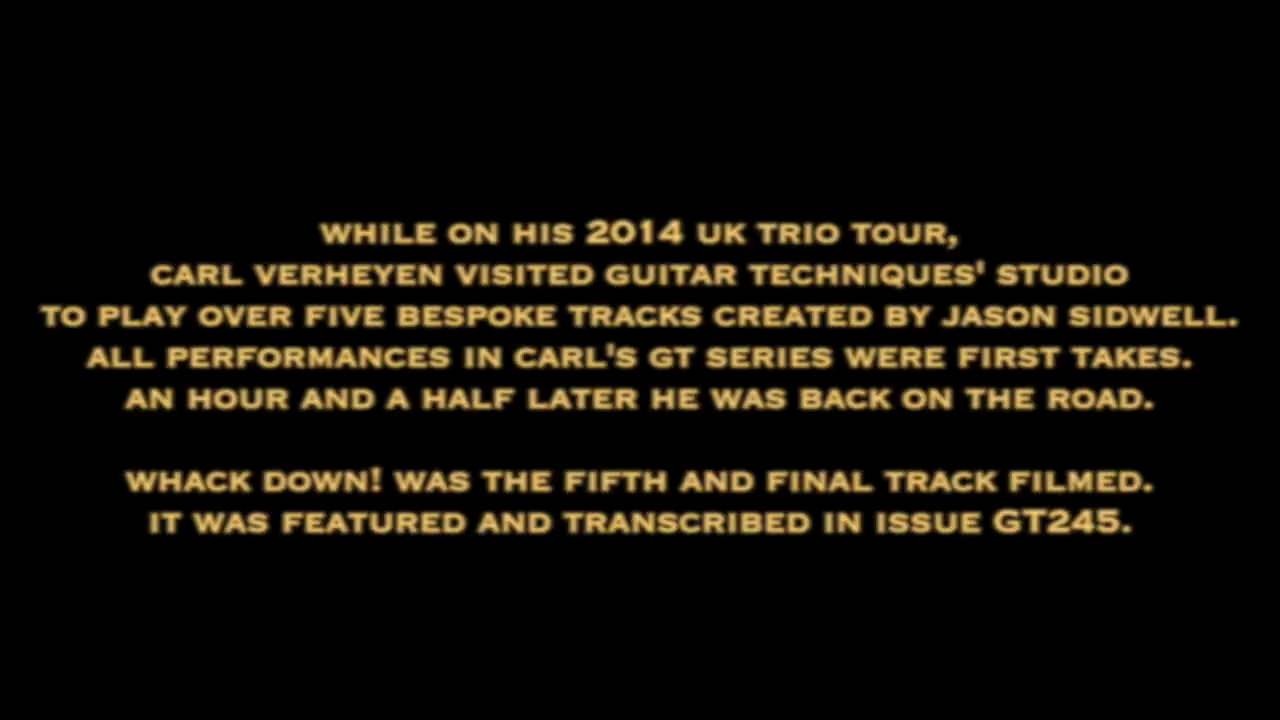 WHILE ON HIS 2014 UK TRIO TOUR,
CARL VERHEYEN VISITED GUITAR TECHNIQUES' STUDIO
TO PLAY OVER FIVE BESPOKE TRACKS CREATED BY JASON SIDWELL.
ALL PERFORMANCES IN CARL'S GT SERIES WERE FIRST TAKES.
AN HOUR AND A HALF LATER HE WAS BACK ON THE ROAD.
WHACK DOWN! WAS THE FIFTH AND FINAL TRACK FILMED.
IT WAS FEATURED AND TRANSCRIBED IN ISSUE GT245.